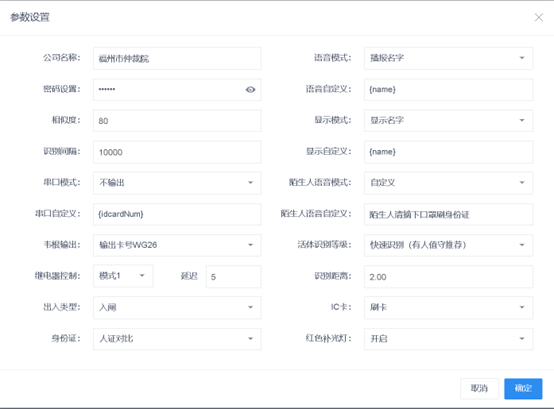 参数设置
公司名称: 福州市仲裁院 语音模式: 播报名字
密码设置: •••••• 语音自定义: {name}
相似度: 80 显示模式: 显示名字
识别间隔: 10000 显示自定义: {name}
串口模式: 不输出 陌生人语音模式: 自定义
串口自定义: {idcardNum} 陌生人语音自定义: 陌生人请摘下口罩刷身份证
韦根输出: 输出卡号WG26 活体识别等级: 快速识别（有人值守推荐）
继电器控制: 模式1 延迟 5 识别距离: 2.00
出入类型: 入闸 IC卡: 刷卡
身份证: 人证对比 红色补光灯: 开启
取消 确定